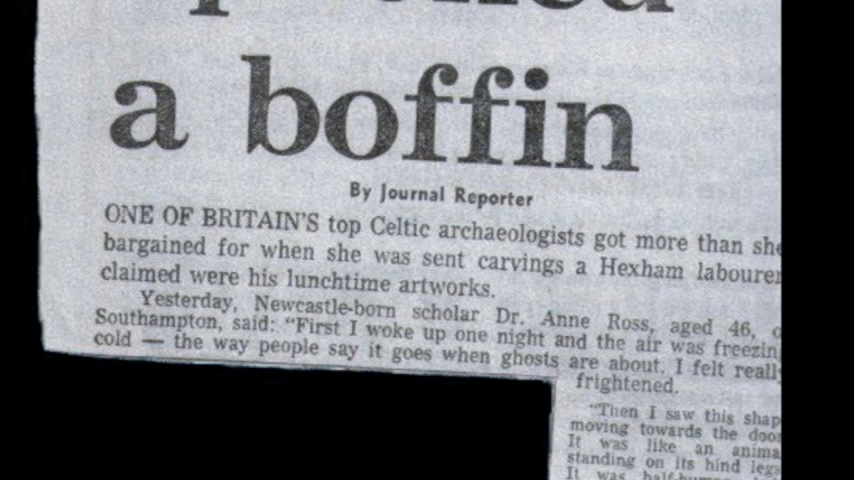 a boffin
By Journal Reporter
ONE OF BRITAIN'S top Celtic archaeologists got more than she
bargained for when she was sent carvings a Hexham labourer
claimed were his lunchtime artworks.
Yesterday, Newcastle-born scholar Dr. Anne Ross, aged 46,
Southampton, said: "First I woke up one night and the air was freezin
cold — the way people say it goes when ghosts are about. I felt reall
frightened.
"Then I saw this shap
moving towards the door
It was like an anima
standing on its hind legs
It was half-human